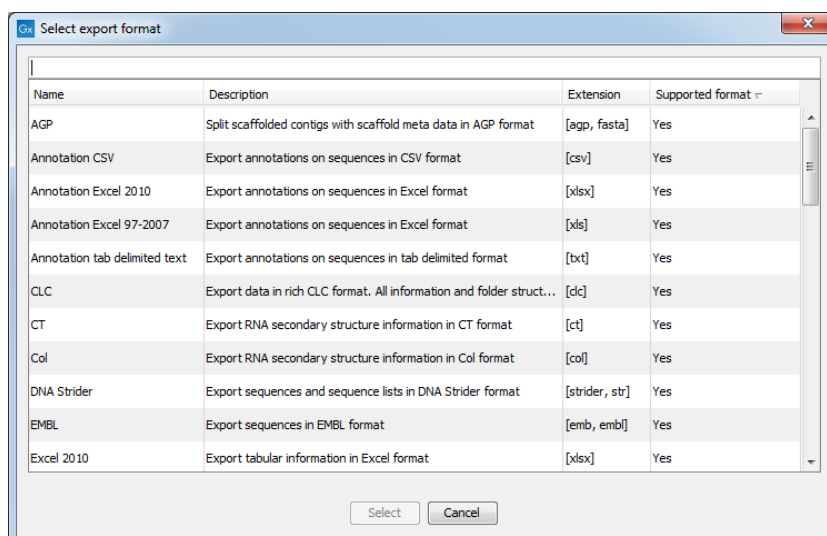 Gx Select export format
Name Description Extension Supported format
AGP Split scaffolded contigs with scaffold meta data in AGP format [agp, fasta] Yes
Annotation CSV Export annotations on sequences in CSV format [csv] Yes
Annotation Excel 2010 Export annotations on sequences in Excel format [xlsx] Yes
Annotation Excel 97-2007 Export annotations on sequences in Excel format [xls] Yes
Annotation tab delimited text Export annotations on sequences in tab delimited format [txt] Yes
CLC Export data in rich CLC format. All information and folder struct... [clc] Yes
CT Export RNA secondary structure information in CT format [ct] Yes
Col Export RNA secondary structure information in Col format [col] Yes
DNA Strider Export sequences and sequence lists in DNA Strider format [strider, str] Yes
EMBL Export sequences in EMBL format [emb, embl] Yes
Excel 2010 Export tabular information in Excel format [xlsx] Yes
Select Cancel